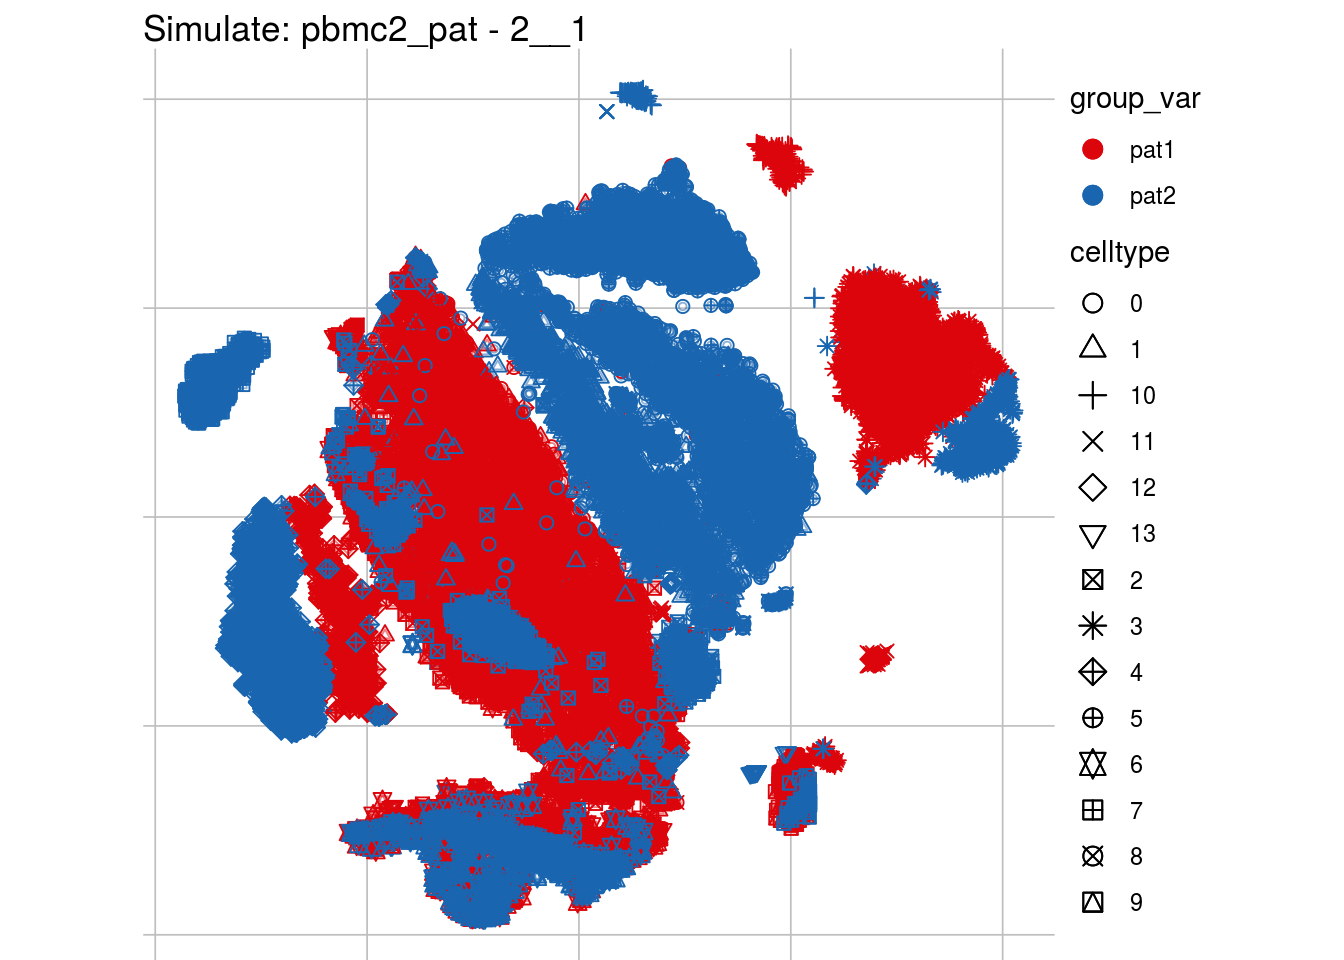 Simulate: pbmc2_pat - 2__1
group_var
pat1
pat2
celltype
0
1
10
11
12
13
2
3
4
5
6
7
8
9